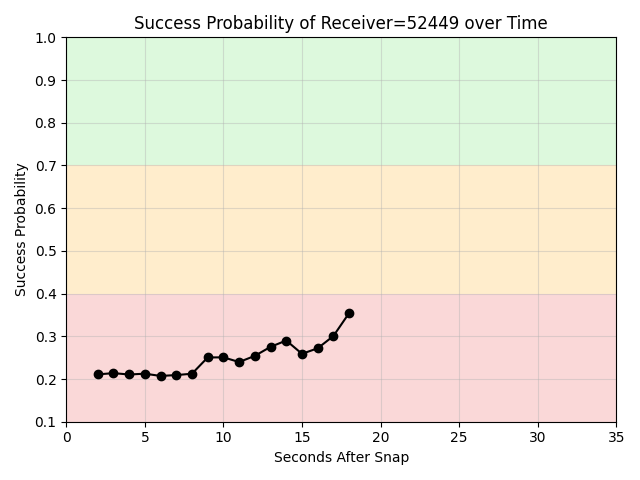 Success Probability of Receiver=52449 over Time
1.0
0.9
0.8
0.7
0.6
0.5
0.4
0.3
0.2
0.1
Success Probability
0 5 10 15 20 25 30 35
Seconds After Snap